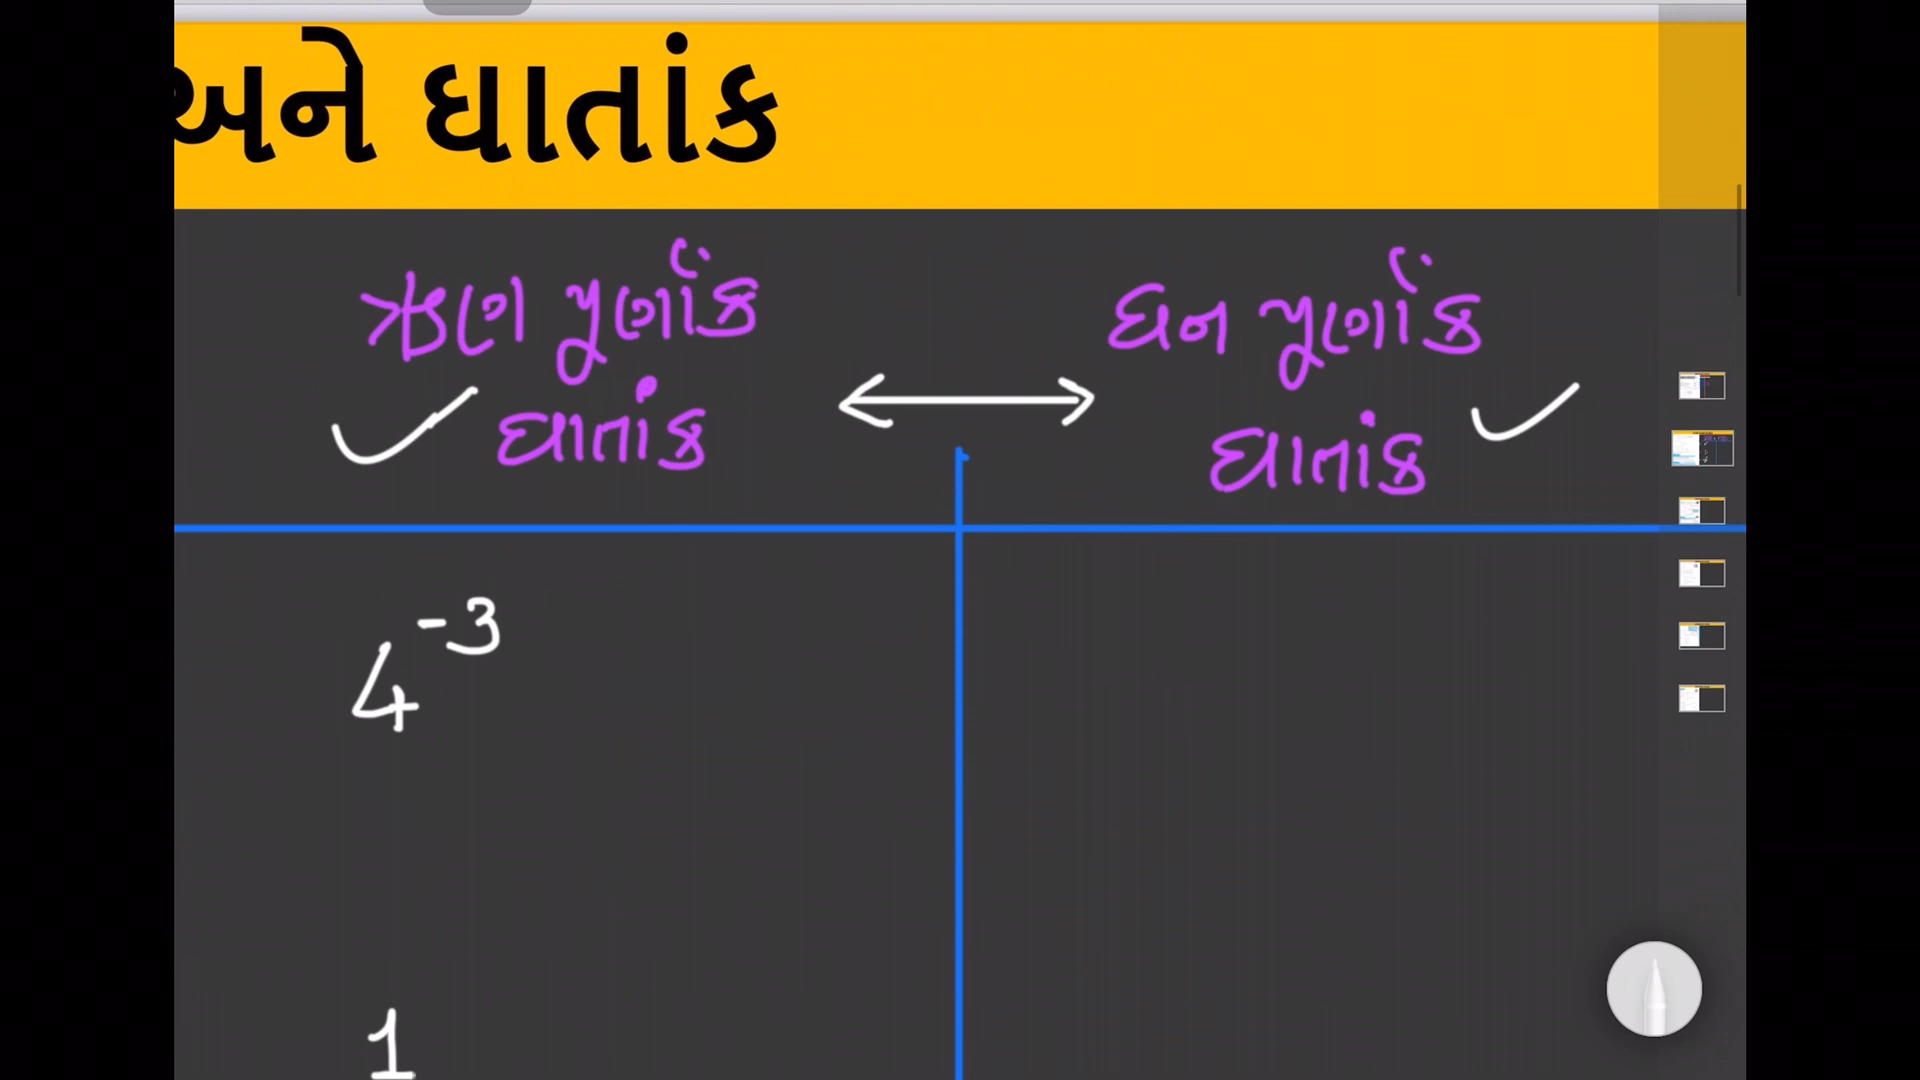 અને ઘાતાંક
ઋણ પૂર્ણાંક
ઘાતાંક
ઘન પૂર્ણાંક
ઘાતાંક
4⁻³
1